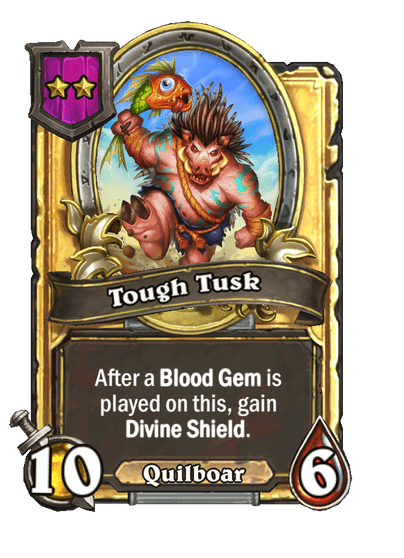 Tough Tusk
After a Blood Gem is
played on this, gain
Divine Shield.
10
Quilboar
6